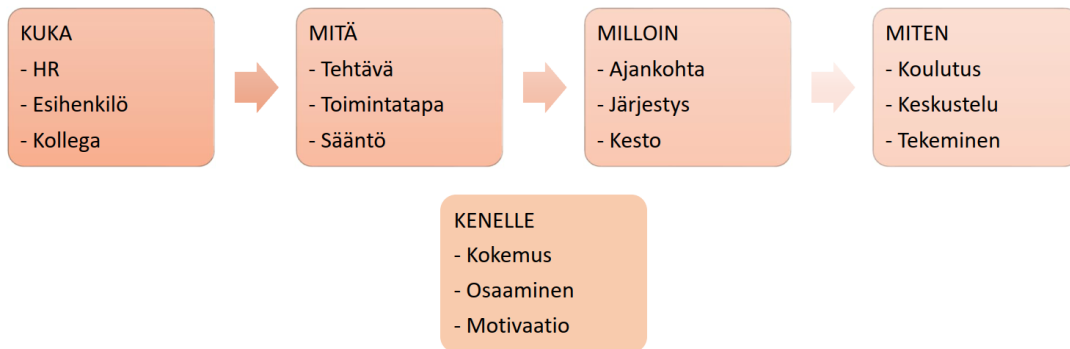 KUKA
- HR
- Esihenkilö
- Kollega
MITÄ
- Tehtävä
- Toimintatapa
- Sääntö
MILLOIN
- Ajankohta
- Järjestys
- Kesto
MITEN
- Koulutus
- Keskustelu
- Tekeminen
KENELLE
- Kokemus
- Osaaminen
- Motivaatio